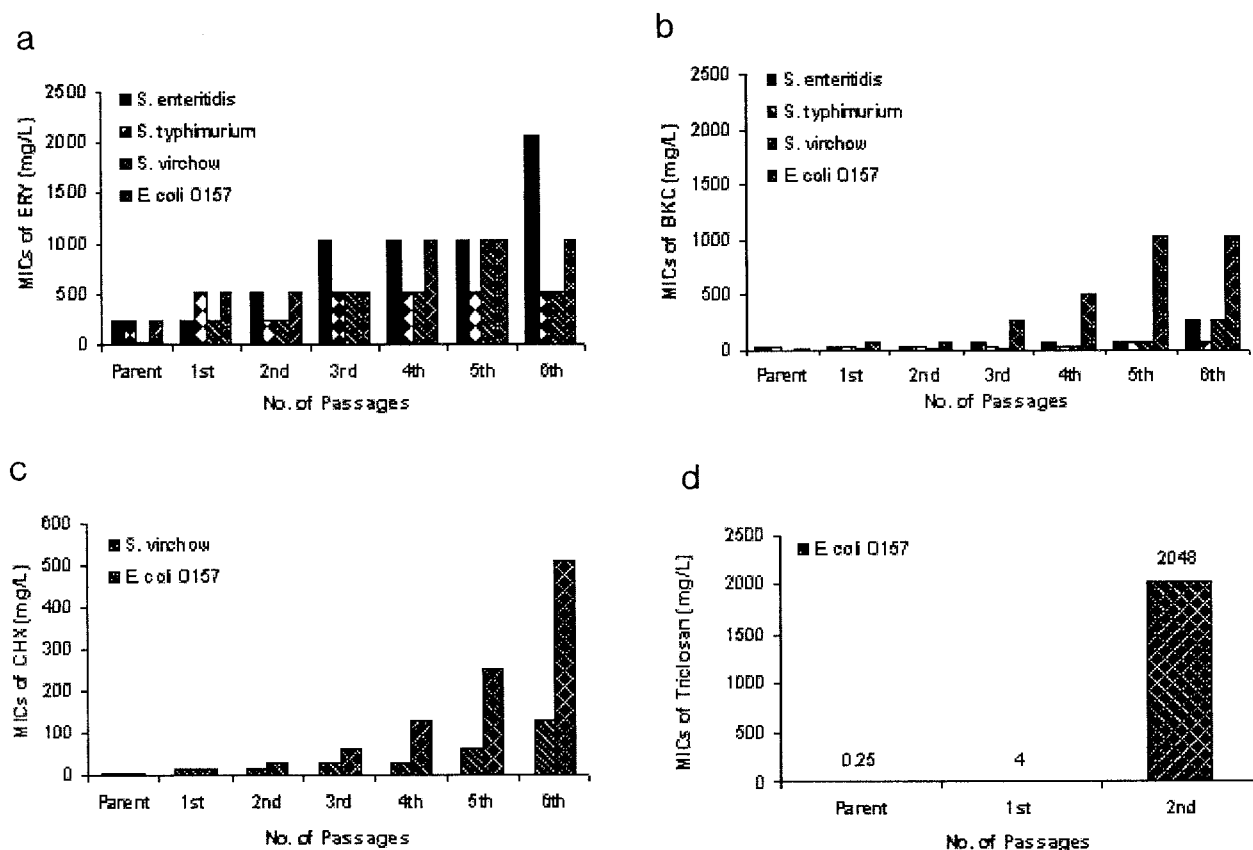 a
2500
2000
1500
1000
500
0
MICs of ERY (mg/L)
S. enteritidis
S. typhimurium
S. virchow
E coli O157
Parent 1st 2nd 3rd 4th 5th 6th
No. of Passages
b
2500
2000
1500
1000
500
0
MICs of BKC (mg/L)
S. enteritidis
S. typhimurium
S. virchow
E coli O157
Parent 1st 2nd 3rd 4th 5th 6th
No. of Passages
c
600
500
400
300
200
100
0
MICs of CHX (mg/L)
S. virchow
E coli O157
Parent 1st 2nd 3rd 4th 5th 6th
No. of Passages
d
2500
2000
1500
1000
500
0
MICs of Triclosan (mg/L)
E coli O157
0.25 4 2048
Parent 1st 2nd
No. of Passages